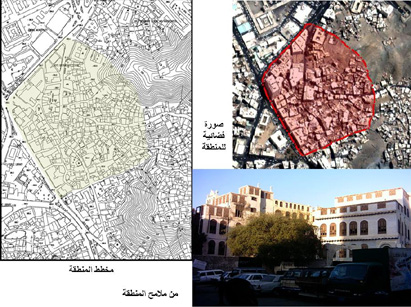 صورة
فضائية
للمنطقة
مخطط المنطقة
من ملامح المنطقة